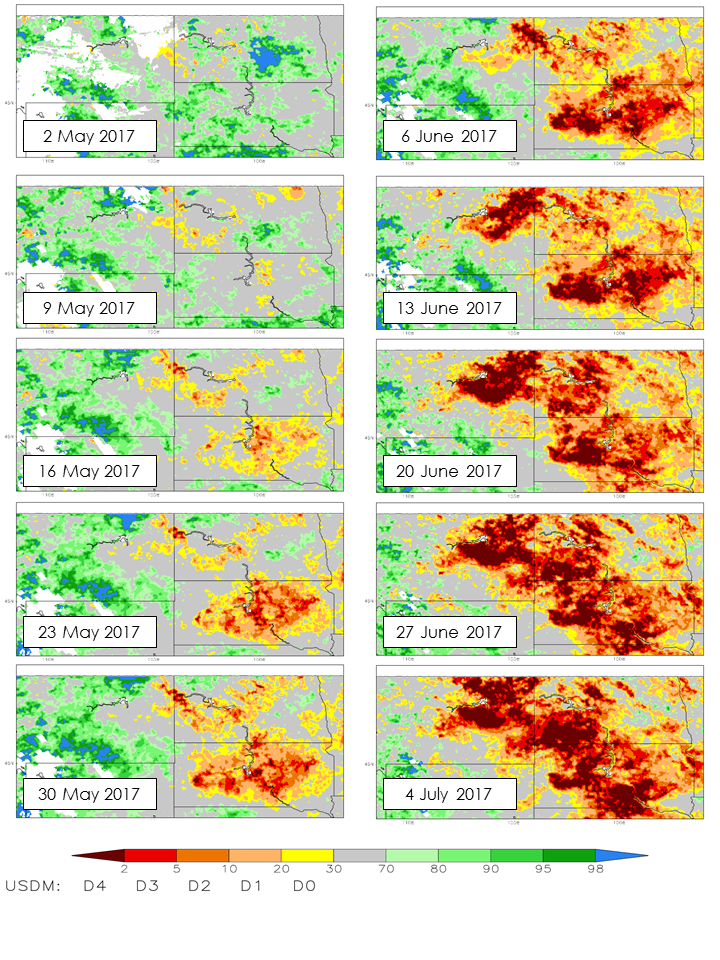 2 May 2017
6 June 2017
9 May 2017
13 June 2017
16 May 2017
20 June 2017
23 May 2017
27 June 2017
30 May 2017
4 July 2017
2 5 10 20 30 70 80 90 95 98
USDM: D4 D3 D2 D1 D0